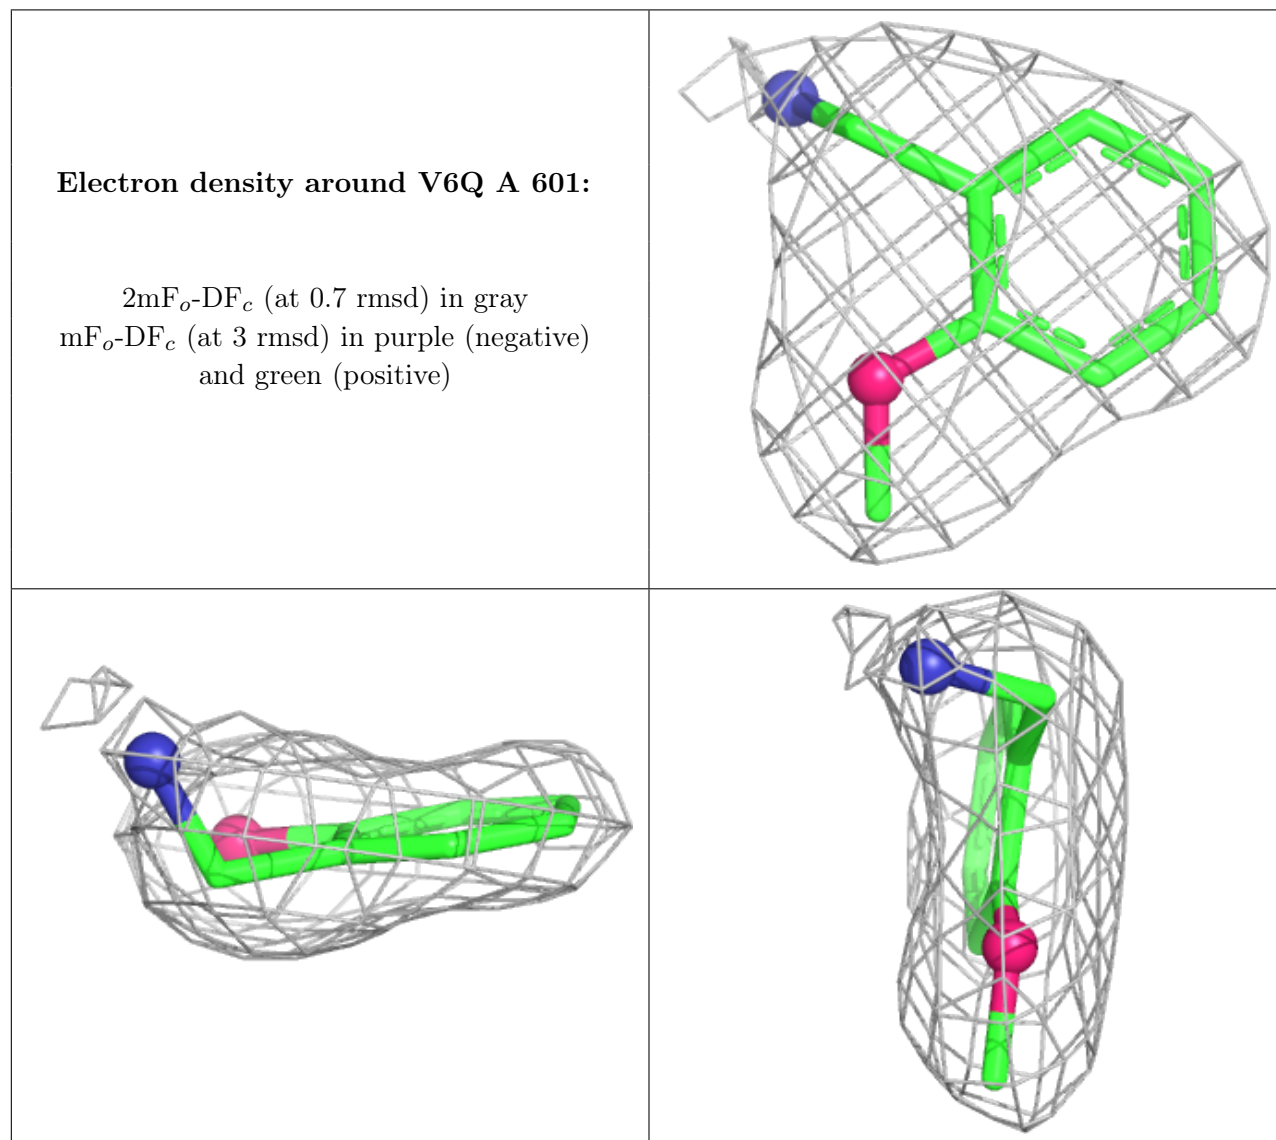 Electron density around V6Q A 601:
2mFo-DFc (at 0.7 rmsd) in gray
mFo-DFc (at 3 rmsd) in purple (negative)
and green (positive)